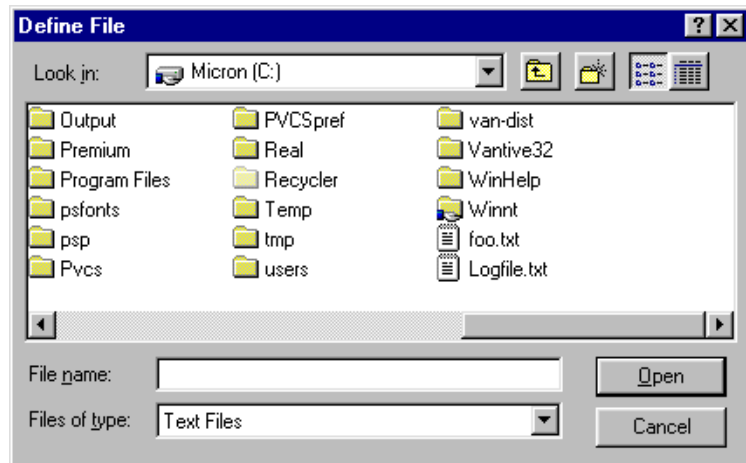 Define File
Look in: Micron (C:)
Output PVCSpref van-dist
Premium Real Vantive32
Program Files Recycler WinHelp
psfonts Temp Winnt
psp tmp foo.txt
Pvcs users Logfile.txt
File name: Open
Files of type: Text Files Cancel